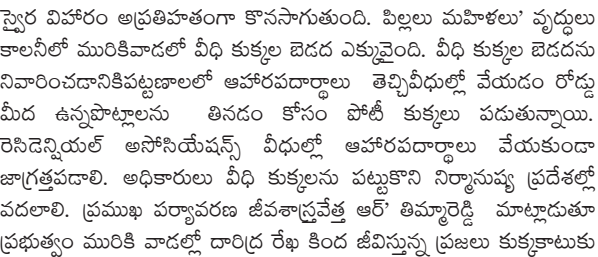 స్వైర విహారం అప్రతిహతంగా కొనసాగుతుంది. పిల్లలు మహిళలు’ వృద్ధులు
కాలనీలో మురికివాడలో వీధి కుక్కల బెడద ఎక్కువైంది. వీధి కుక్కల బెడదను
నివారించడానికిపట్టణాలలో ఆహారపదార్థాలు తెచ్చివీధుల్లో వేయడం రోడ్డు
మీద ఉన్నపొట్లాలను తినడం కోసం పోటీ కుక్కలు పడుతున్నాయి.
రెసిడెన్షియల్ అసోసియేషన్స్ వీధుల్లో ఆహారపదార్థాలు వేయకుండా
జాగ్రత్తపడాలి. అధికారులు వీధి కుక్కలను పట్టుకొని నిర్మానుష్య ప్రదేశల్లో
వదలాలి. ప్రముఖ పర్యావరణ జీవశాస్త్రవేత్త ఆర్’ తిమ్మారెడ్డి మాట్లాడుతూ
ప్రభుత్వం మురికి వాడల్లో దారిద్ర రేఖ కింద జీవిస్తున్న ప్రజలు కుక్కకాటుకు